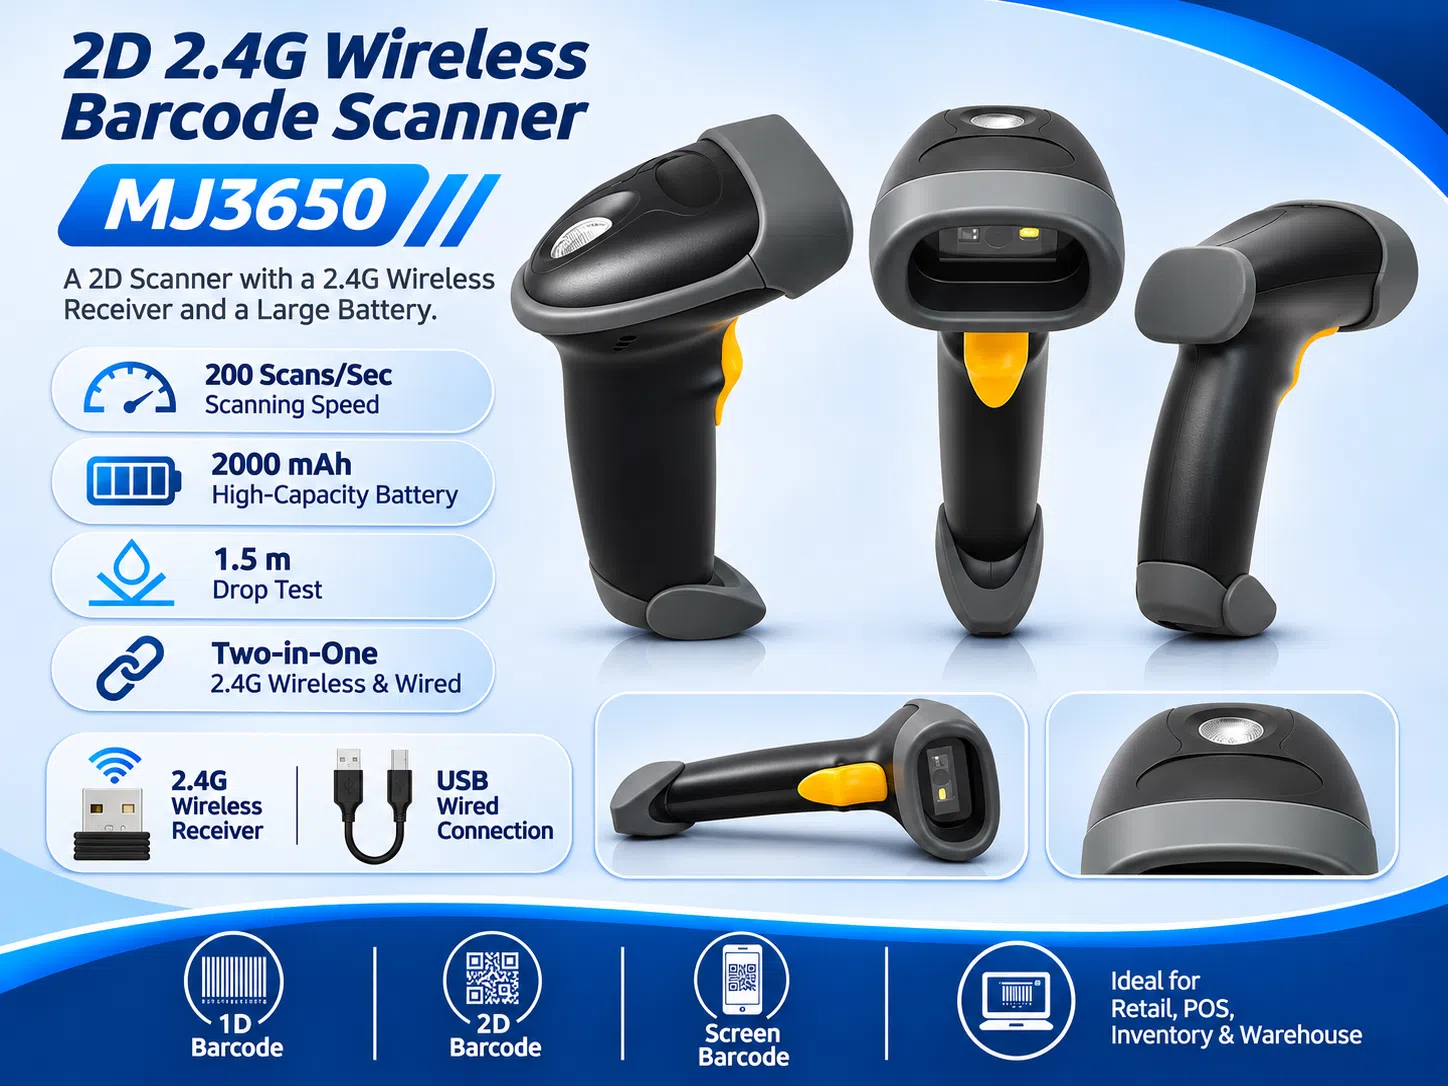 2D 2.4G Wireless
Barcode Scanner
MJ3650
A 2D Scanner with a 2.4G Wireless
Receiver and a Large Battery.
200 Scans/Sec
Scanning Speed
2000 mAh
High-Capacity Battery
1.5 m
Drop Test
Two-in-One
2.4G Wireless & Wired
2.4G
Wireless
Receiver
USB
Wired
Connection
1D
Barcode
2D
Barcode
Screen
Barcode
Ideal for
Retail, POS,
Inventory & Warehouse